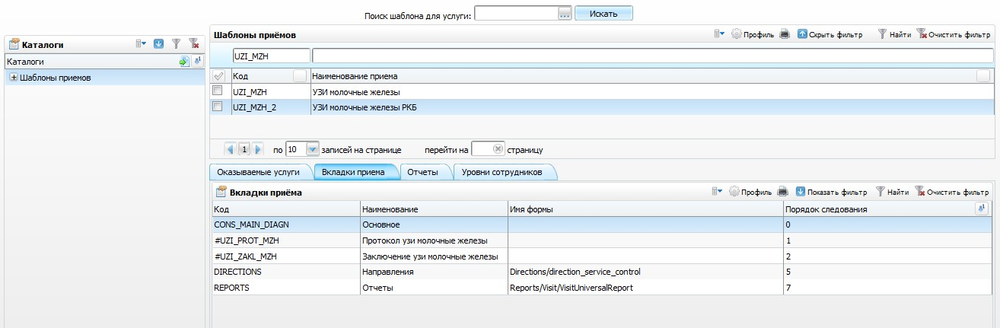 Поиск шаблона для услуги: ... Искать
Каталоги
Каталоги
Шаблоны приемов
Шаблоны приёмов Профиль Скрыть фильтр Найти Очистить фильтр
UZI_MZH
Код Наименование приема
UZI_MZH УЗИ молочные железы
UZI_MZH_2 УЗИ молочные железы РКБ
1 по 10 записей на странице перейти на страницу
Оказываемые услуги Вкладки приема Отчеты Уровни сотрудников
Вкладки приёма Профиль Показать фильтр Найти Очистить фильтр
Код Наименование Имя формы Порядок следования
CONS_MAIN_DIAGN Основное 0
#UZI_PROT_MZH Протокол узи молочные железы 1
#UZI_ZAKL_MZH Заключение узи молочные железы 2
DIRECTIONS Направления Directions/direction_service_control 5
REPORTS Отчеты Reports/Visit/VisitUniversalReport 7